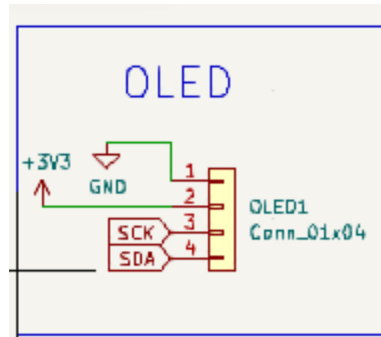 OLED
+3V3
GND
1
2
3
4
SCK
SDA
OLED1
Conn_01x04